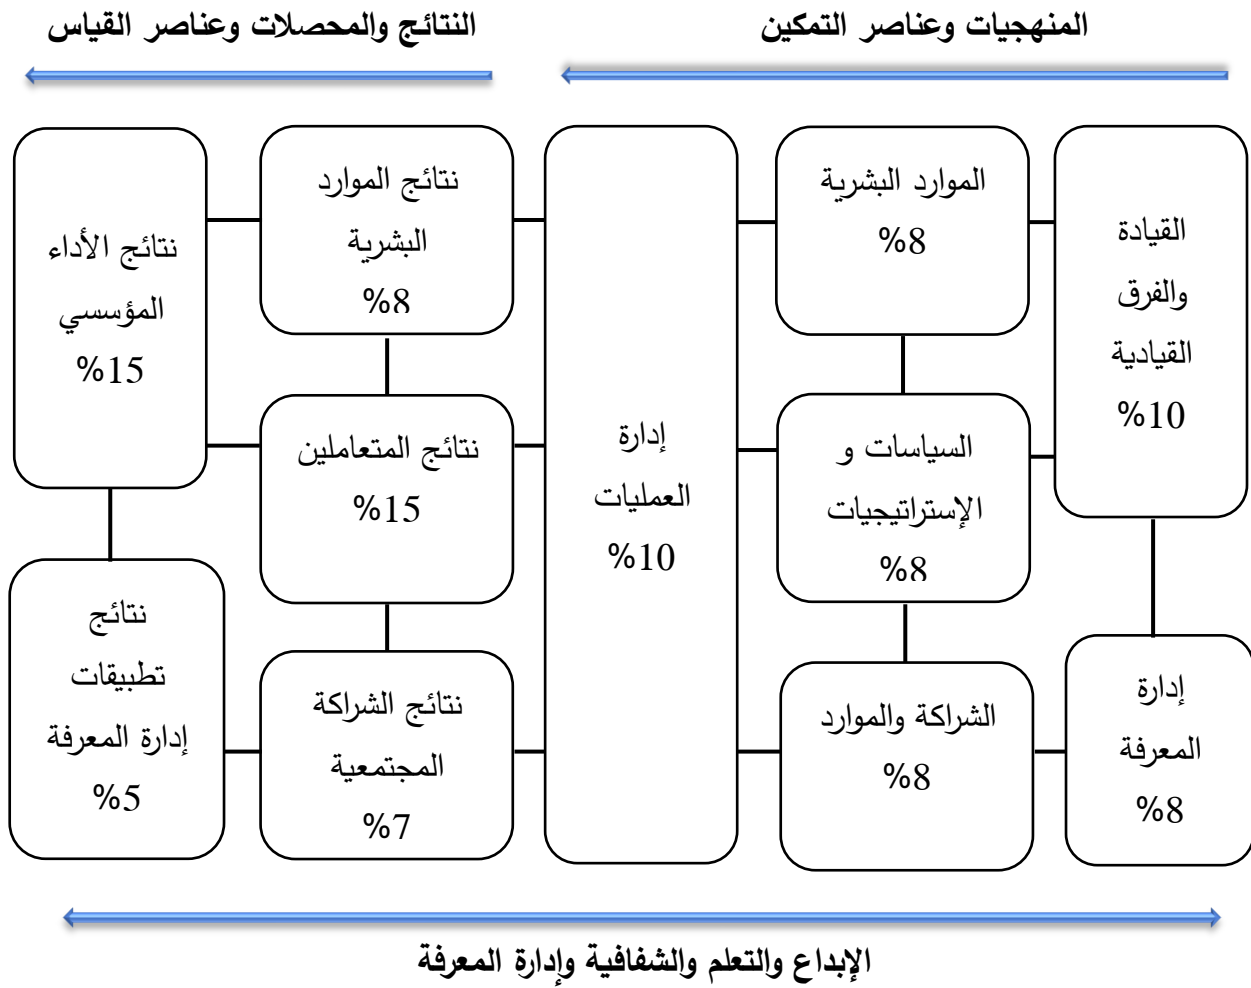 المنهجيات وعناصر التمكين
النتائج والمحصلات وعناصر القياس
القيادة
والفرق
القيادية
%10
إدارة
المعرفة
%8
الموارد البشرية
%8
السياسات و
الإستراتيجيات
%8
الشراكة والموارد
%8
إدارة
العمليات
%10
نتائج الموارد
البشرية
%8
نتائج المتعاملين
%15
نتائج الشراكة
المجتمعية
%7
نتائج الأداء
المؤسسي
%15
نتائج
تطبيقات
إدارة المعرفة
%5
الإبداع والتعلم والشفافية وإدارة المعرفة